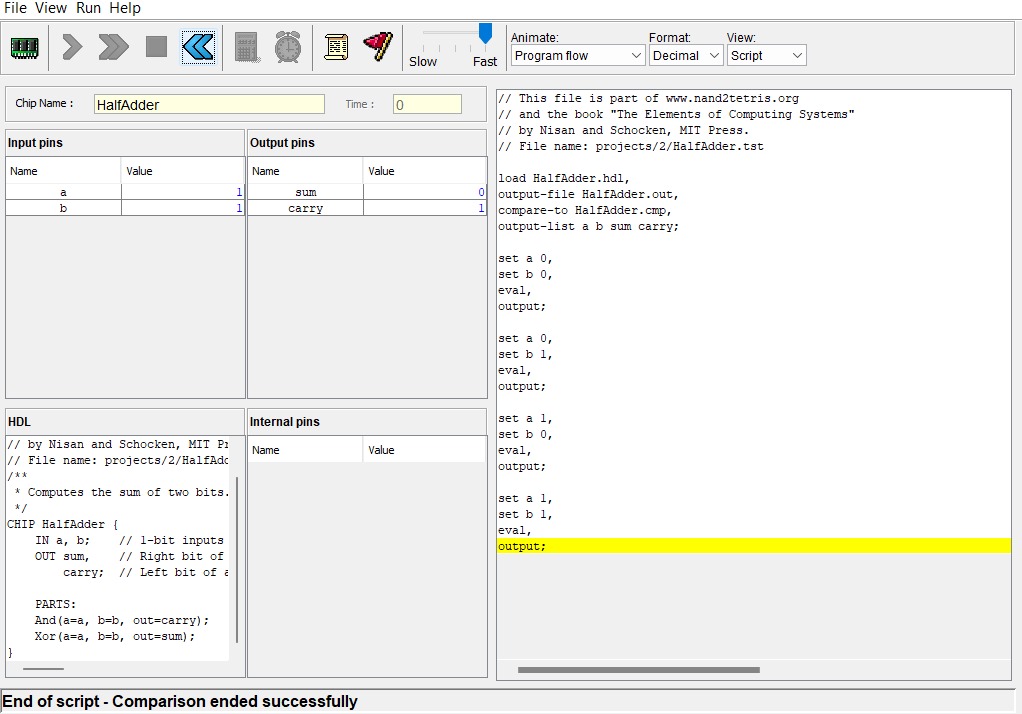 File View Run Help
Animate: Format: View:
Slow Fast Program flow Decimal Script
Chip Name : HalfAdder Time : 0
Input pins
Name Value
a 1
b 1
Output pins
Name Value
sum 0
carry 1
HDL
// by Nisan and Schocken, MIT Pr
// File name: projects/2/HalfAdd
/**
* Computes the sum of two bits.
*/
CHIP HalfAdder {
IN a, b; // 1-bit inputs
OUT sum, // Right bit of
carry; // Left bit of a
PARTS:
And(a=a, b=b, out=carry);
Xor(a=a, b=b, out=sum);
}
Internal pins
Name Value
// This file is part of www.nand2tetris.org
// and the book "The Elements of Computing Systems"
// by Nisan and Schocken, MIT Press.
// File name: projects/2/HalfAdder.tst
load HalfAdder.hdl,
output-file HalfAdder.out,
compare-to HalfAdder.cmp,
output-list a b sum carry;
set a 0,
set b 0,
eval,
output;
set a 0,
set b 1,
eval,
output;
set a 1,
set b 0,
eval,
output;
set a 1,
set b 1,
eval,
output;
End of script - Comparison ended successfully